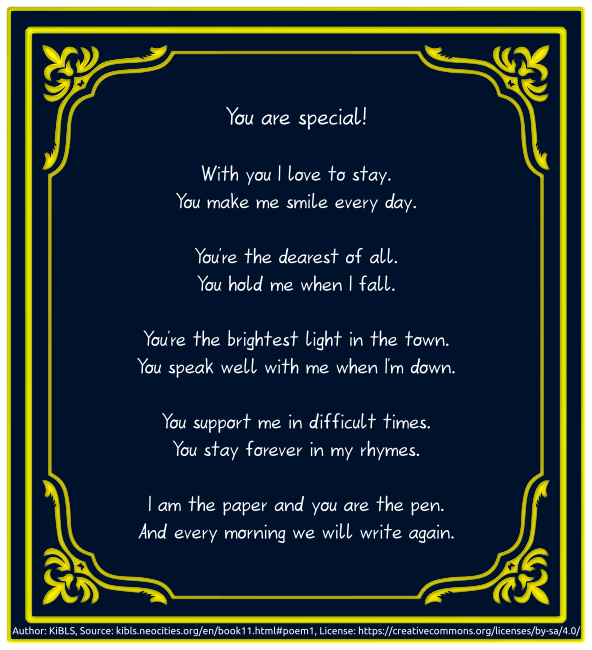 You are special!
With you I love to stay.
You make me smile every day.
You're the dearest of all.
You hold me when I fall.
You're the brightest light in the town.
You speak well with me when I'm down.
You support me in difficult times.
You stay forever in my rhymes.
I am the paper and you are the pen.
And every morning we will write again.
Author: KiBLS, Source: kibls.neocities.org/en/book11.html#poem1, License: https://creativecommons.org/licenses/by-sa/4.0/